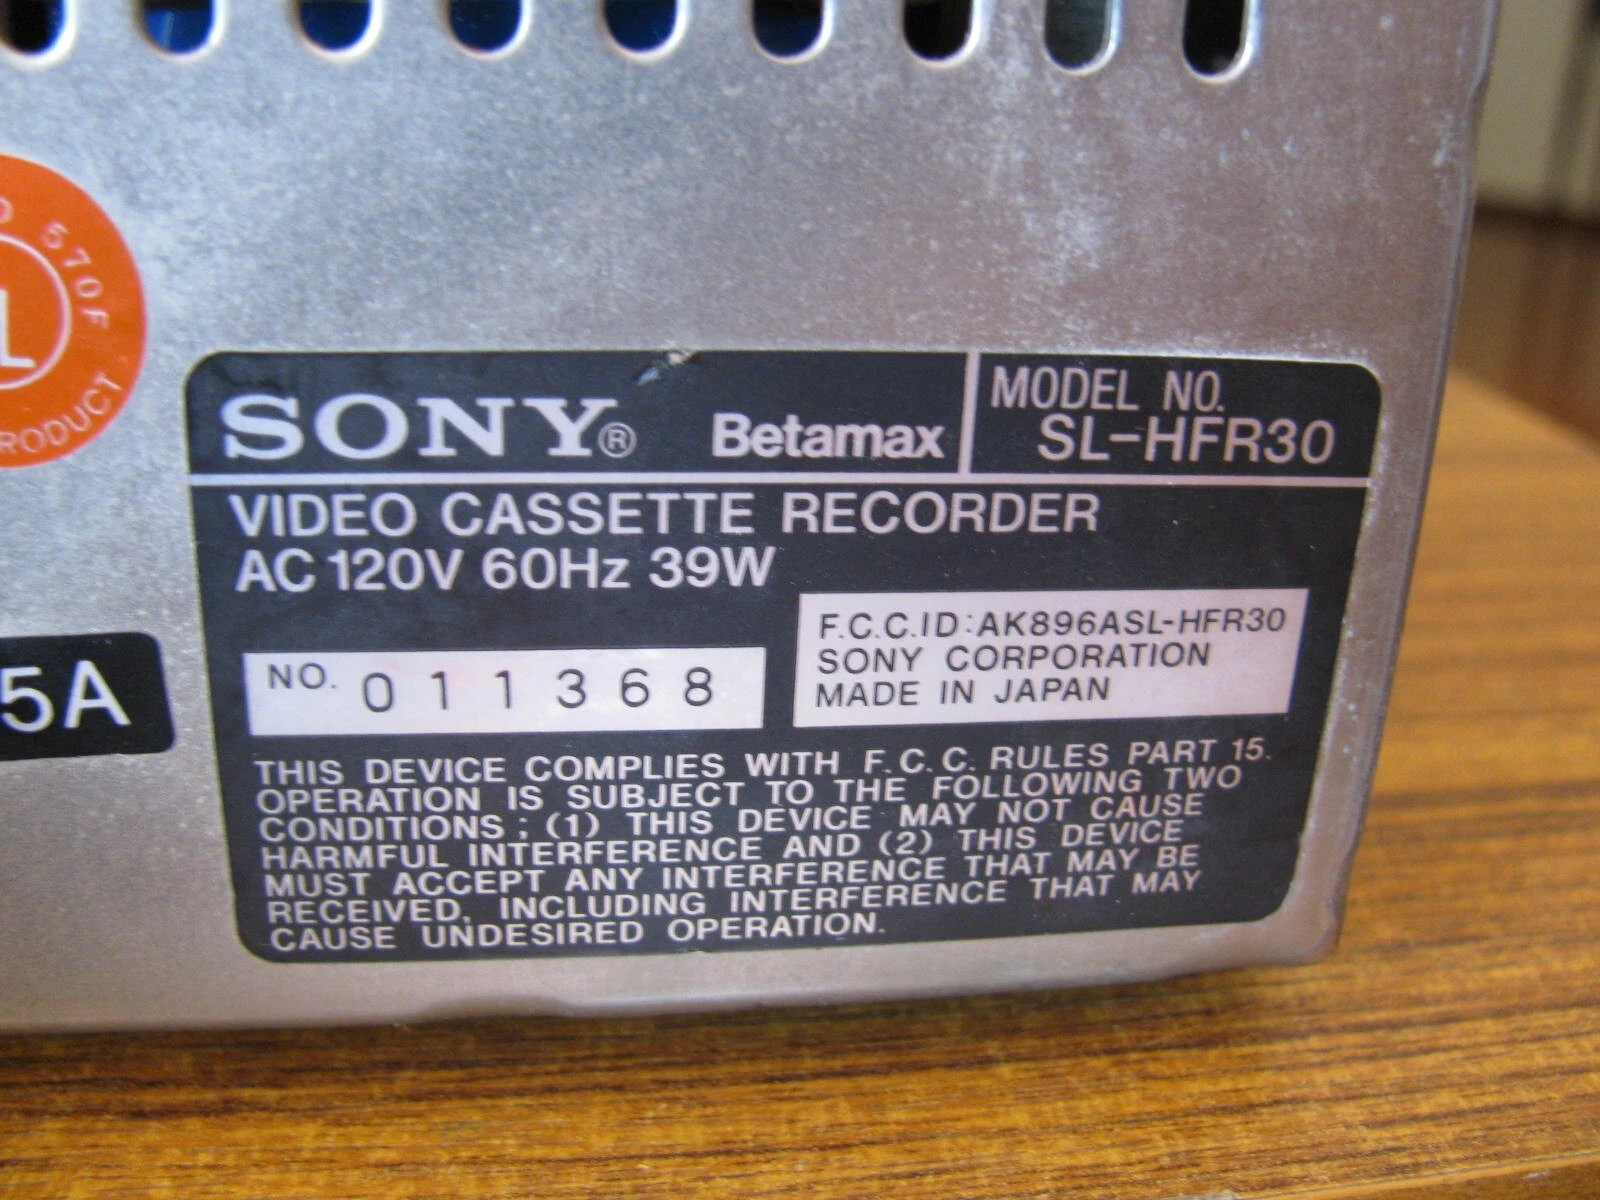 570F
L
PRODUCT
5A
SONY® Betamax
MODEL NO.
SL-HFR30
VIDEO CASSETTE RECORDER
AC 120V 60Hz 39W
NO. 011368
F.C.C.ID:AK896ASL-HFR30
SONY CORPORATION
MADE IN JAPAN
THIS DEVICE COMPLIES WITH F.C.C. RULES PART 15.
OPERATION IS SUBJECT TO THE FOLLOWING TWO
CONDITIONS ; (1) THIS DEVICE MAY NOT CAUSE
HARMFUL INTERFERENCE AND (2) THIS DEVICE
MUST ACCEPT ANY INTERFERENCE THAT MAY BE
RECEIVED, INCLUDING INTERFERENCE THAT MAY
CAUSE UNDESIRED OPERATION.